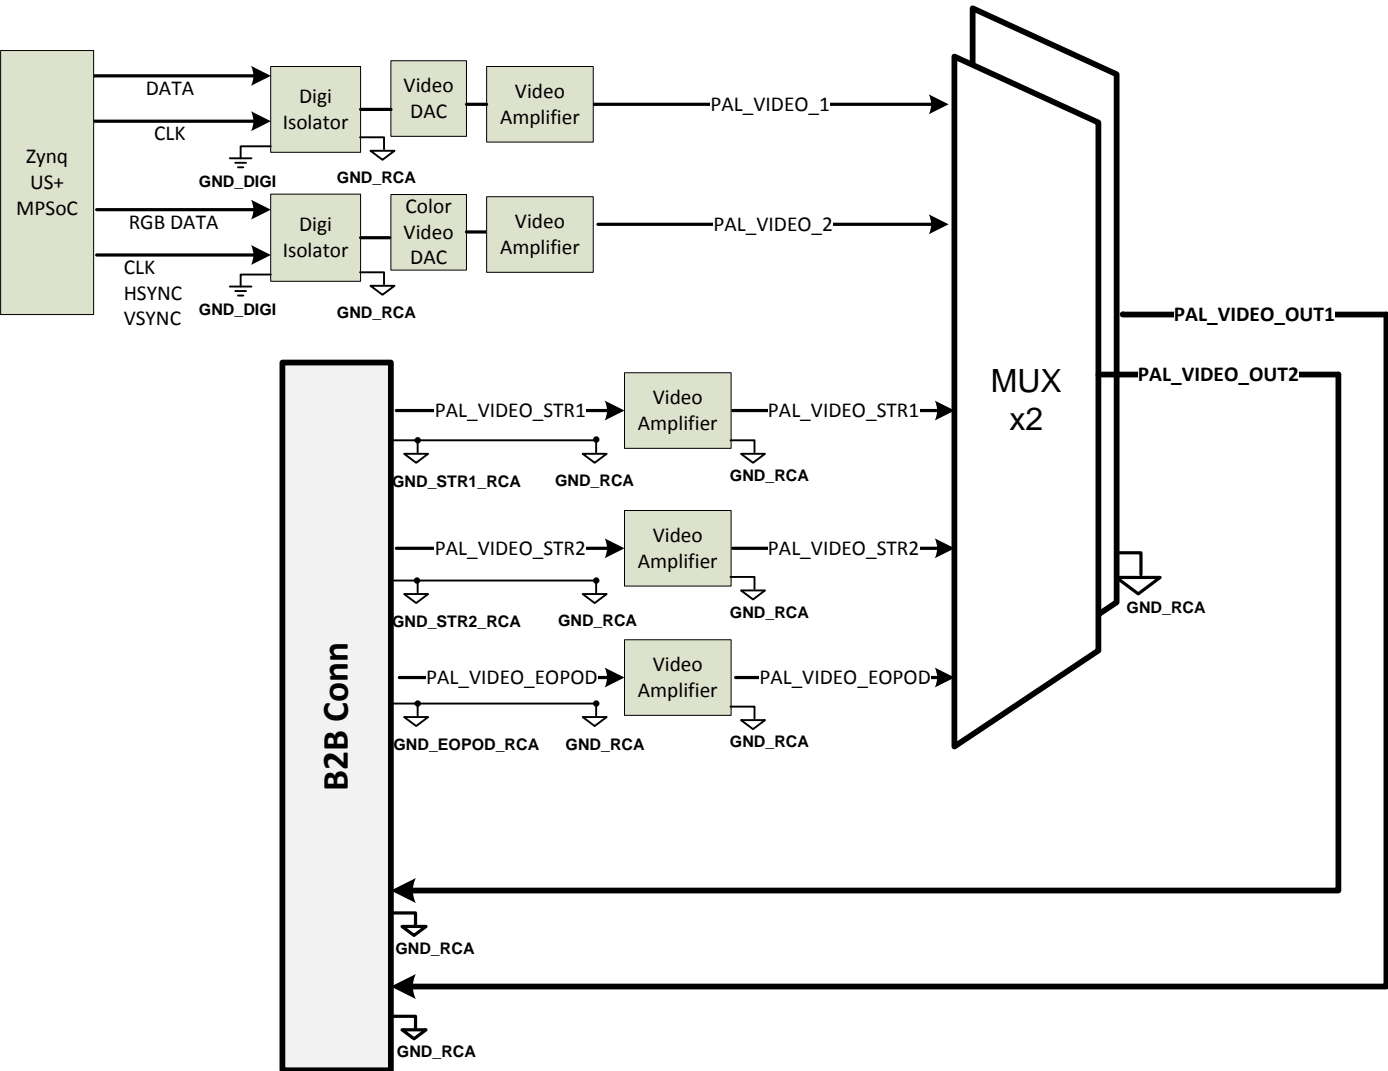 Zynq
US+
MPSoC
DATA
CLK
Digi
Isolator
GND_DIGI
GND_RCA
Video
DAC
Video
Amplifier
PAL_VIDEO_1
RGB DATA
CLK
HSYNC
VSYNC
Digi
Isolator
GND_DIGI
GND_RCA
Color
Video
DAC
Video
Amplifier
PAL_VIDEO_2
MUX
x2
PAL_VIDEO_OUT1
PAL_VIDEO_OUT2
GND_RCA
B2B Conn
PAL_VIDEO_STR1
GND_STR1_RCA
GND_RCA
Video
Amplifier
GND_RCA
PAL_VIDEO_STR1
PAL_VIDEO_STR2
GND_STR2_RCA
GND_RCA
Video
Amplifier
GND_RCA
PAL_VIDEO_STR2
PAL_VIDEO_EOPOD
GND_EOPOD_RCA
GND_RCA
Video
Amplifier
GND_RCA
PAL_VIDEO_EOPOD
GND_RCA
GND_RCA